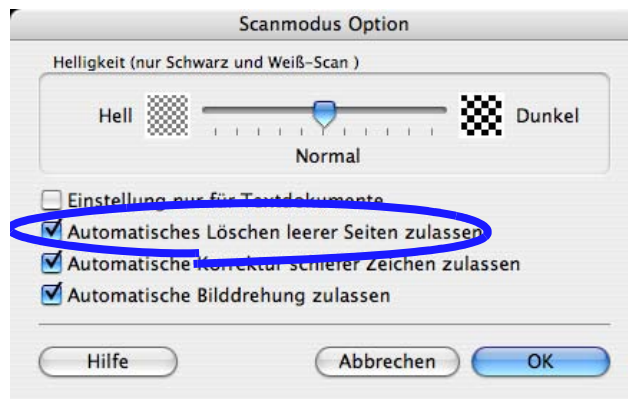 Scanmodus Option
Helligkeit (nur Schwarz und Weiß-Scan )
Hell Dunkel
Normal
Einstellung nur für Textdokumente
Automatisches Löschen leerer Seiten zulassen
Automatische Korrektur schiefer Zeichen zulassen
Automatische Bilddrehung zulassen
Hilfe Abbrechen OK